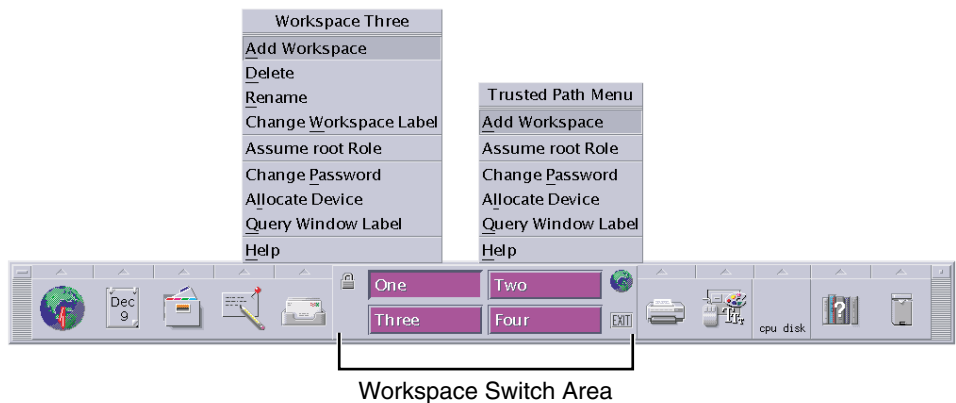 Workspace Three
Add Workspace
Delete
Rename
Change Workspace Label
Assume root Role
Change Password
Allocate Device
Query Window Label
Help
Trusted Path Menu
Add Workspace
Assume root Role
Change Password
Allocate Device
Query Window Label
Help
Dec
9
One
Two
Three
Four
EXIT
cpu disk
?
Workspace Switch Area